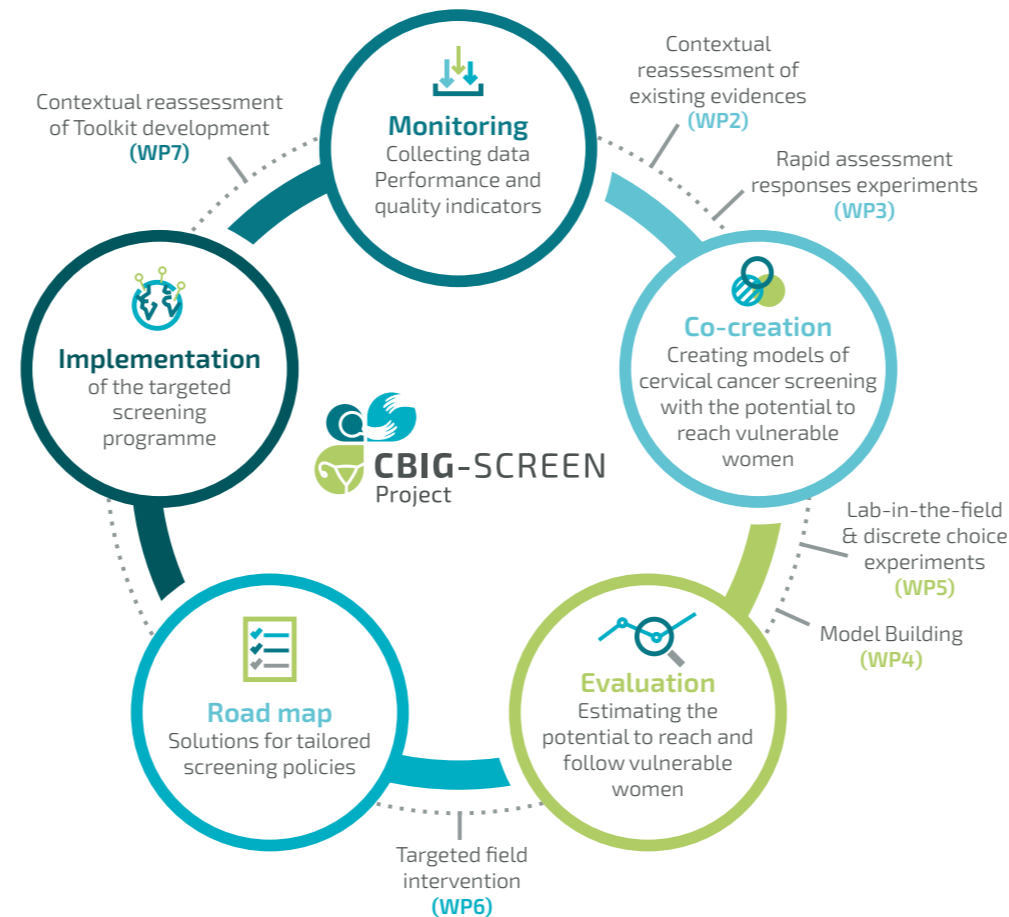 Monitoring
Collecting data
Performance and
quality indicators
Contextual
reassessment of
existing evidences
(WP2)
Rapid assessment
responses experiments
(WP3)
Co-creation
Creating models of
cervical cancer screening
with the potential to
reach vulnerable
women
Lab-in-the-field
& discrete choice
experiments
(WP5)
Model Building
(WP4)
Evaluation
Estimating the
potential to reach and
follow vulnerable
women
Targeted field
intervention
(WP6)
Road map
Solutions for tailored
screening policies
Implementation
of the targeted
screening
programme
Contextual reassessment
of Toolkit development
(WP7)
CBIG-SCREEN
Project